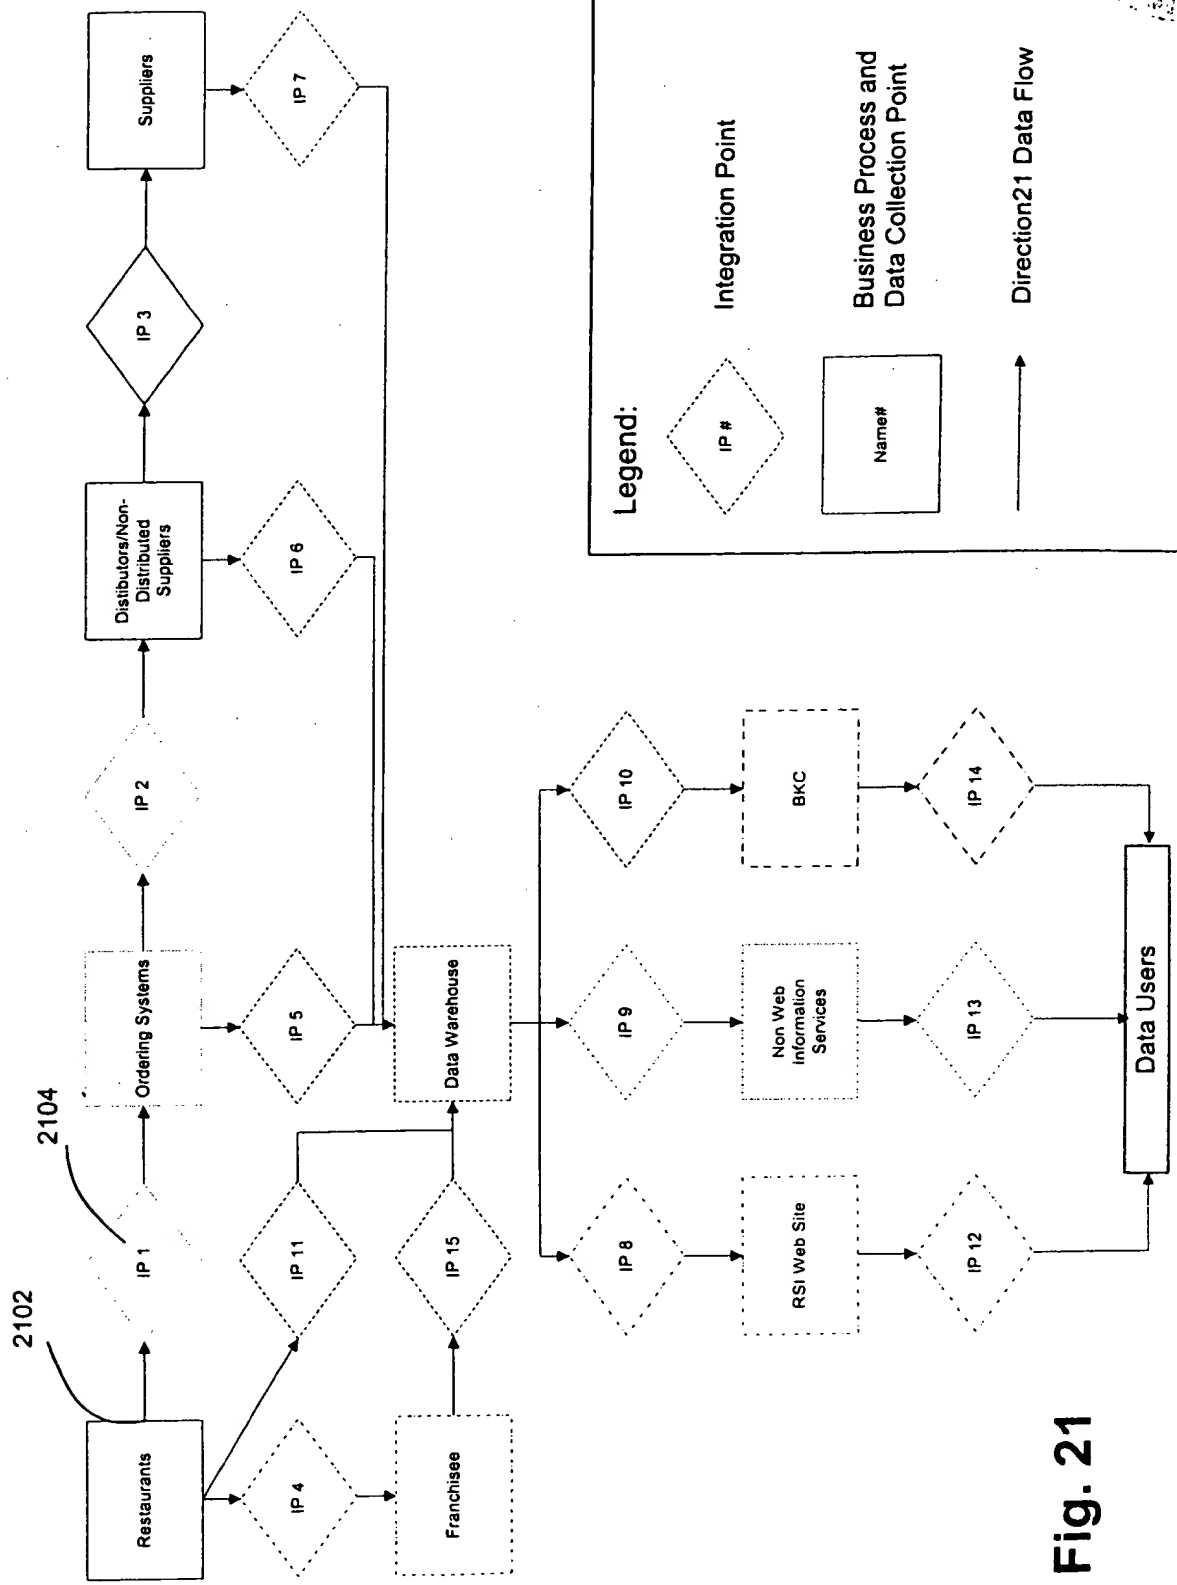 2102
2104
Restaurants
IP 1
Ordering Systems
IP 2
Distibutors/Non-
Distributed
Suppliers
IP 3
Suppliers
IP 4
IP 11
IP 5
IP 6
IP 7
Franchisee
IP 15
Data Warehouse
IP 8
IP 9
IP 10
RSI Web Site
Non Web
Information
Services
BKC
IP 12
IP 13
IP 14
Data Users
Legend:
IP #
Integration Point
Name#
Business Process and
Data Collection Point
Direction21 Data Flow
Fig. 21